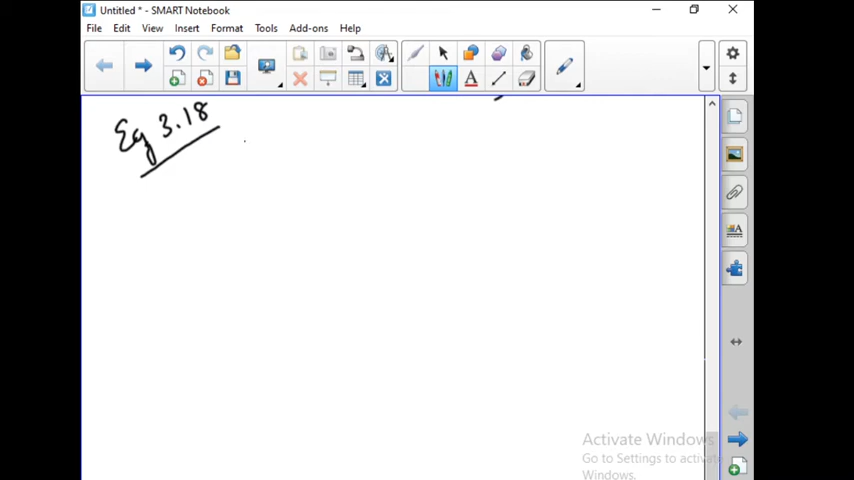 Untitled * - SMART Notebook
File Edit View Insert Format Tools Add-ons Help
Eg 3.18
Activate Windows
Go to Settings to activate
Windows.